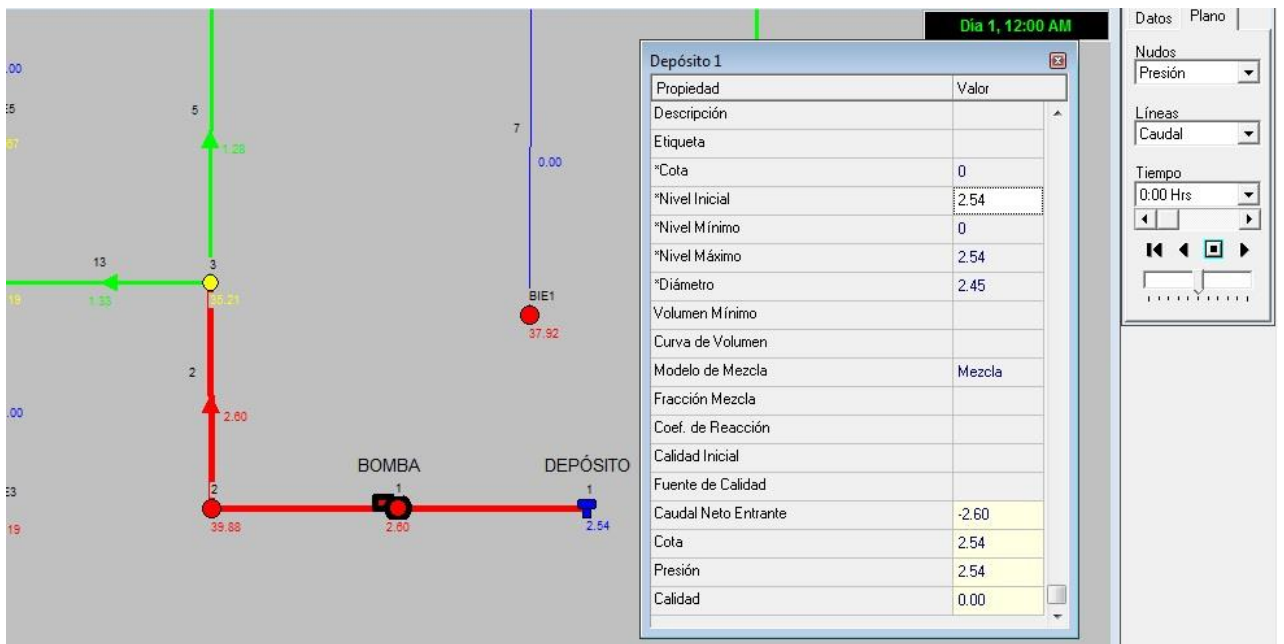 Día 1, 12:00 AM
Datos Plano
Nudos
Presión
Líneas
Caudal
Tiempo
0:00 Hrs
Depósito 1
Propiedad Valor
Descripción
Etiqueta
*Cota 0
*Nivel Inicial 2.54
*Nivel Mínimo 0
*Nivel Máximo 2.54
*Diámetro 2.45
Volumen Mínimo
Curva de Volumen
Modelo de Mezcla Mezcla
Fracción Mezcla
Coef. de Reacción
Calidad Inicial
Fuente de Calidad
Caudal Neto Entrante -2.60
Cota 2.54
Presión 2.54
Calidad 0.00
.00
E5
5
7
67
1.28
0.00
13
3
19
1.33
35.21
BIE1
37.92
2
.00
2.60
BOMBA
DEPÓSITO
E3
2
1
1
19
39.88
2.60
2.54